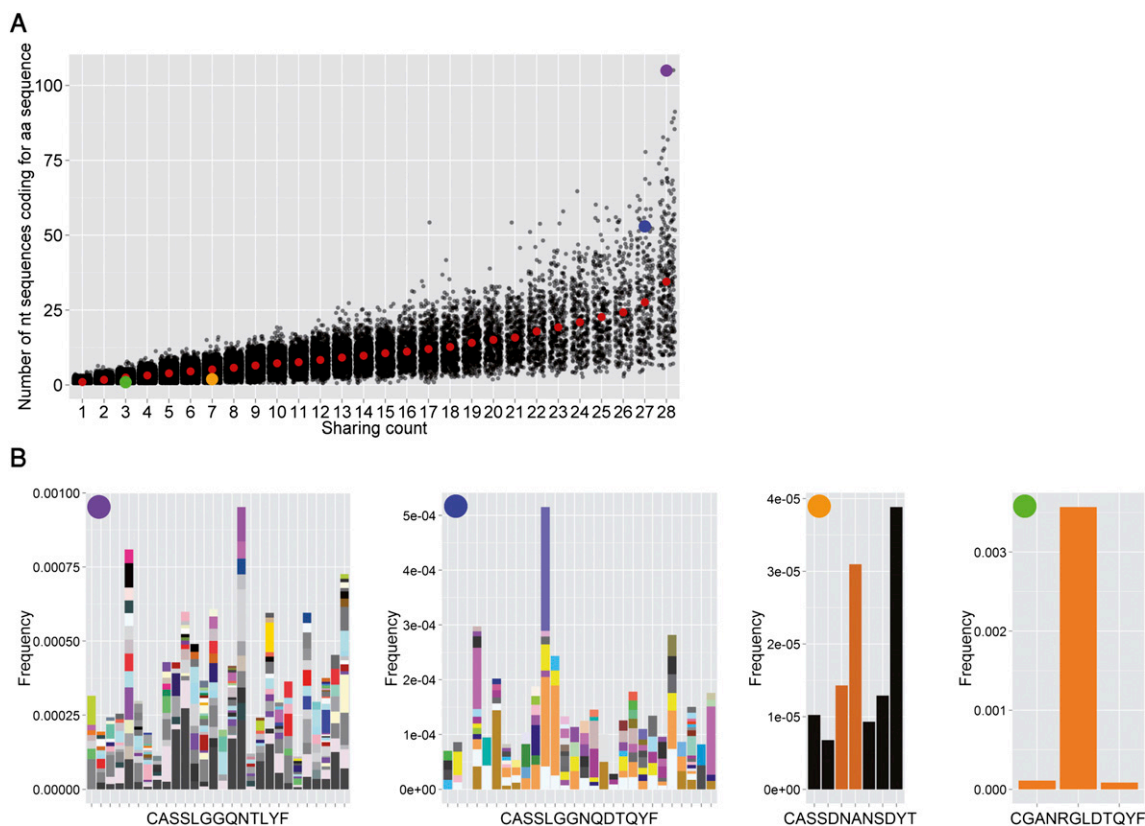 A
Number of nt sequences coding for aa sequence
100
75
50
25
0
1 2 3 4 5 6 7 8 9 10 11 12 13 14 15 16 17 18 19 20 21 22 23 24 25 26 27 28
Sharing count
B
Frequency
0.00100
0.00075
0.00050
0.00025
0.00000
CASSLGGQNTLYF
Frequency
5e-04
4e-04
3e-04
2e-04
1e-04
0e+00
CASSLGGNQDTQYF
Frequency
4e-05
3e-05
2e-05
1e-05
0e+00
CASSDNANSDYT
Frequency
0.003
0.002
0.001
0.000
CGANRGLDTQYF